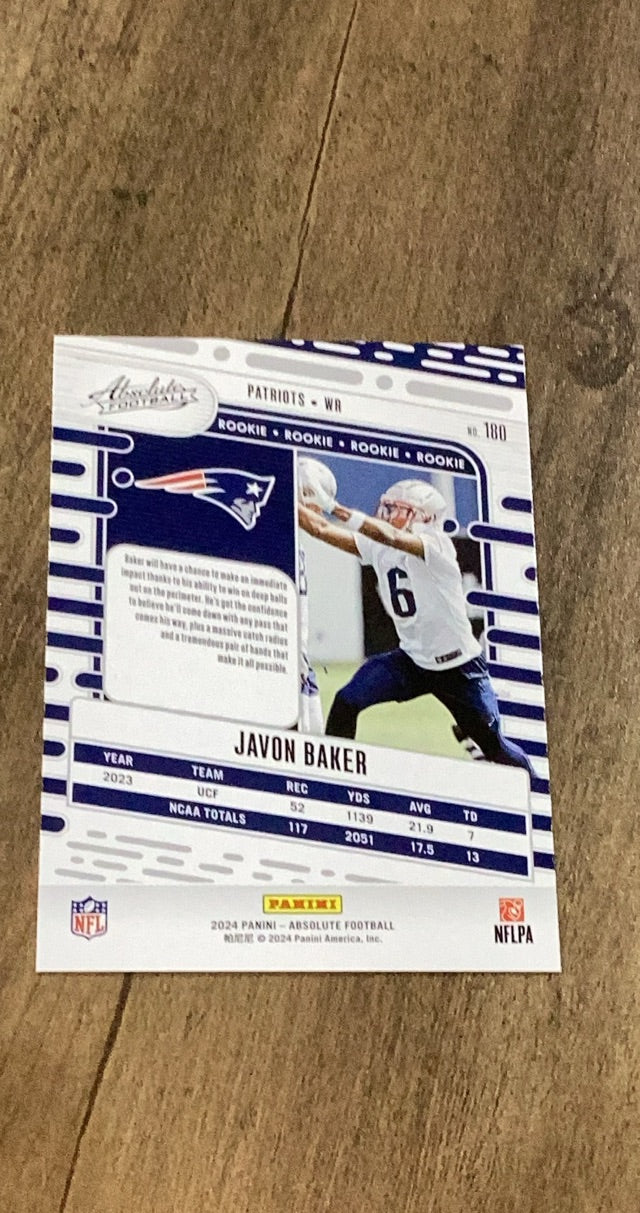 Absolute
FOOTBALL
PATRIOTS • WR
NO. 180
ROOKIE • ROOKIE • ROOKIE • ROOKIE
6
Baker will have a chance to make an immediate
impact thanks to his ability to win on deep balls
out on the perimeter. He's got the confidence
to believe he'll come down with any pass that
comes his way, plus a massive catch radius
and a tremendous pair of hands that
make it all possible.
JAVON BAKER
YEAR TEAM REC YDS AVG TD
2023 UCF 52 1139 21.9 7
NCAA TOTALS 117 2051 17.5 13
NFL
PANINI
2024 PANINI – ABSOLUTE FOOTBALL
帕尼尼 © 2024 Panini America, Inc.
NFLPA